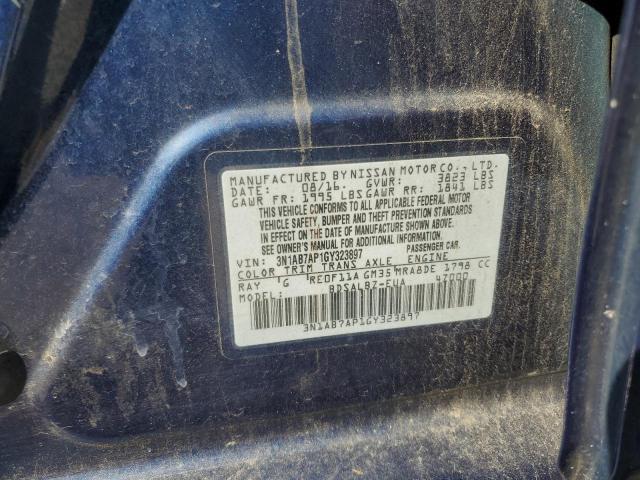 MANUFACTURED BY NISSAN MOTOR CO., LTD.
DATE: 08/16. GVWR: 3823 LBS
GAWR FR: 1995 LBS GAWR RR: 1841 LBS
THIS VEHICLE CONFORMS TO ALL APPLICABLE FEDERAL MOTOR
VEHICLE SAFETY, BUMPER AND THEFT PREVENTION STANDARDS
IN EFFECT ON THE DATE OF MANUFACTURE SHOWN ABOVE.
SEE OWNER'S MANUAL FOR ADDITIONAL INFORMATION
VIN: 3N1AB7AP1GY323897 PASSENGER CAR.
COLOR TRIM TRANS AXLE ENGINE
RAY G RE0F11A GM35 MRA8DE 1798 CC
MODEL: BDSALBZ-EUA 47000
3N1AB7AP1GY323897